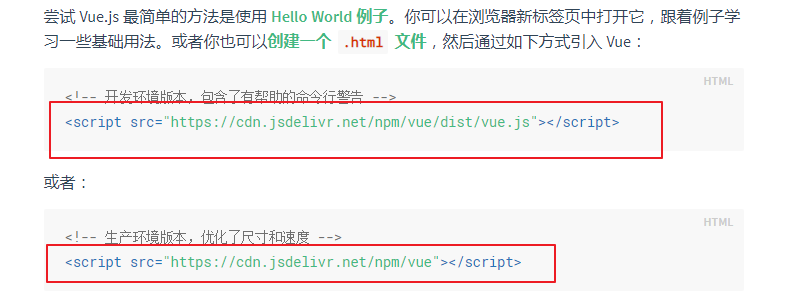 尝试 Vue.js 最简单的方法是使用 Hello World 例子。你可以在浏览器新标签页中打开它，跟着例子学
习一些基础用法。或者你也可以创建一个 .html 文件，然后通过如下方式引入 Vue：
HTML
<!-- 开发环境版本，包含了有帮助的命令行警告 -->
<script src="https://cdn.jsdelivr.net/npm/vue/dist/vue.js"></script>
或者：
HTML
<!-- 生产环境版本，优化了尺寸和速度 -->
<script src="https://cdn.jsdelivr.net/npm/vue"></script>